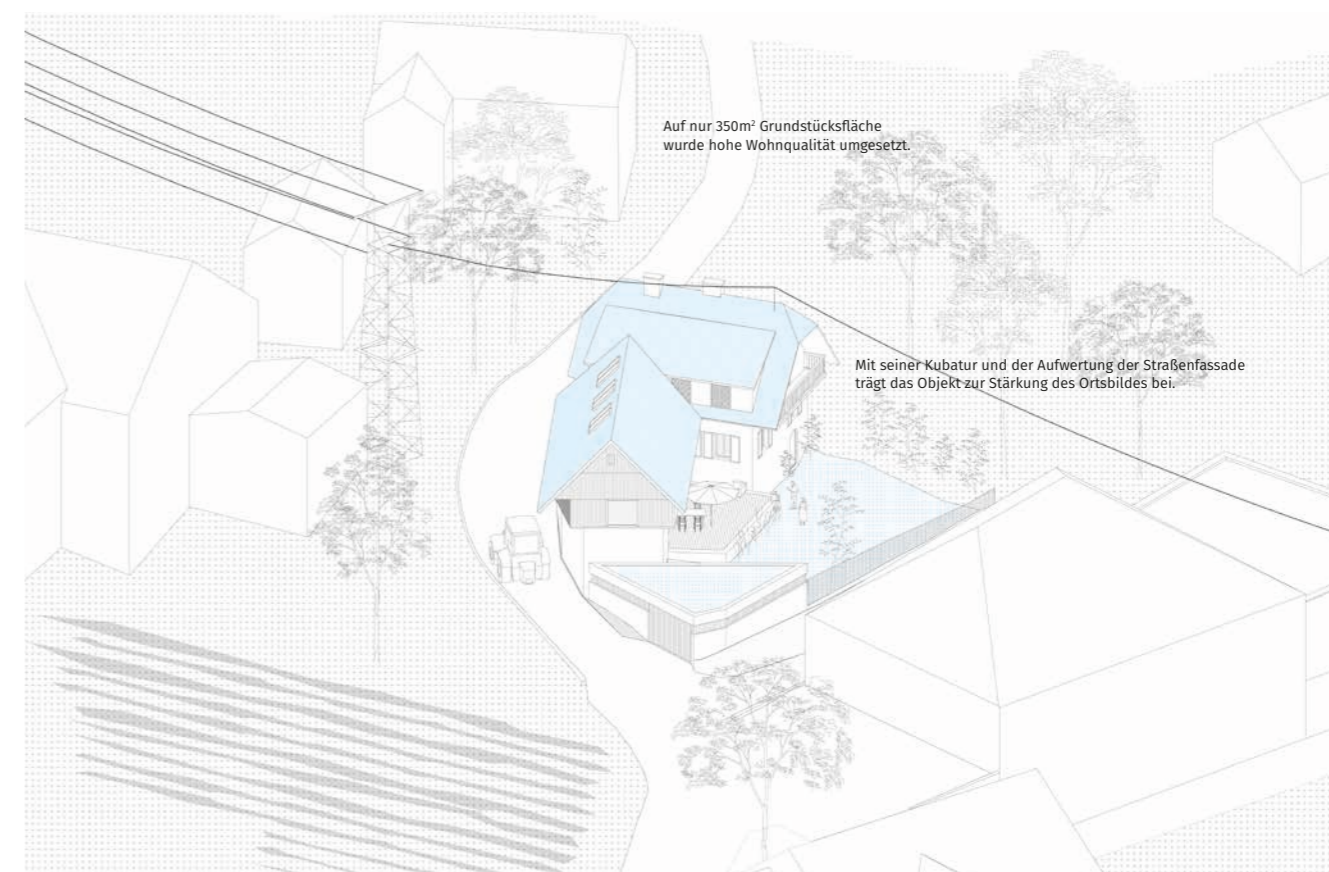 Auf nur 350m² Grundstücksfläche
wurde hohe Wohnqualität umgesetzt.
Mit seiner Kubatur und der Aufwertung der Straßenfassade
trägt das Objekt zur Stärkung des Ortsbildes bei.